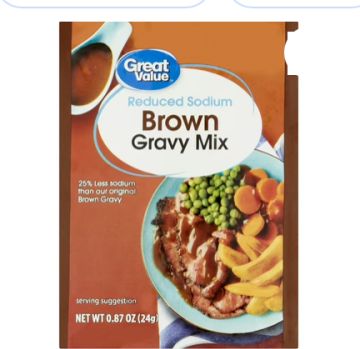 Great
Value™
Reduced Sodium
Brown
Gravy Mix
25% Less sodium
than our original
Brown Gravy
serving suggestion
NET WT 0.87 OZ (24g)